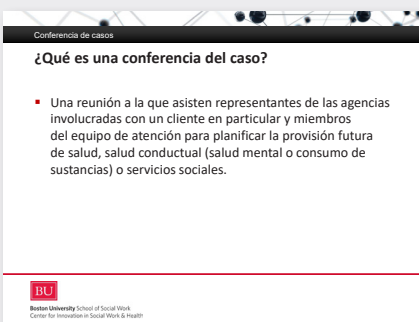 Conferencia de casos
¿Qué es una conferencia del caso?
▪ Una reunión a la que asisten representantes de las agencias
involucradas con un cliente en particular y miembros
del equipo de atención para planificar la provisión futura
de salud, salud conductual (salud mental o consumo de
sustancias) o servicios sociales.
BU
Boston University School of Social Work
Center for Innovation in Social Work & Health